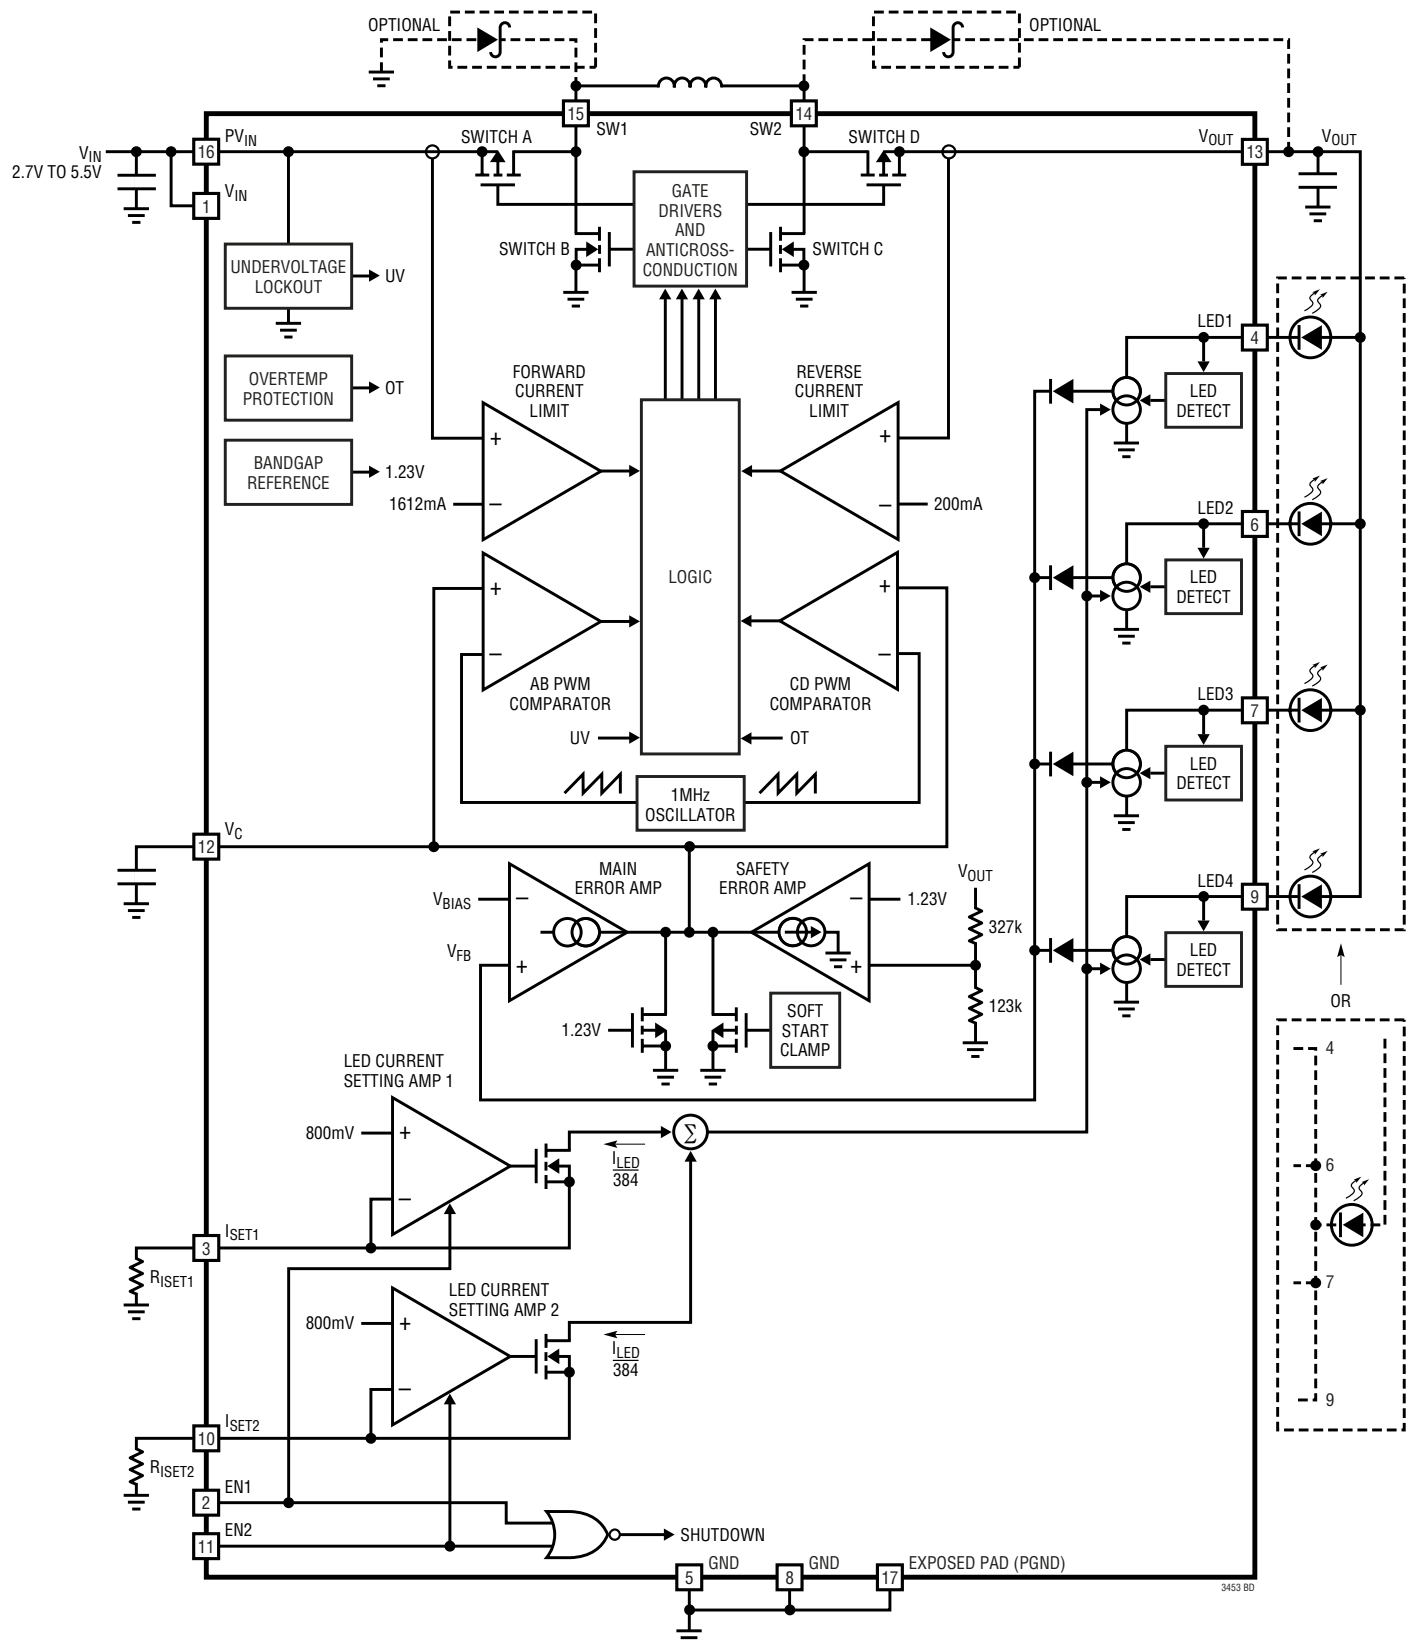 OPTIONAL
OPTIONAL
15
SW1
14
SW2
SWITCH A
SWITCH D
PVIN
16
VIN
2.7V TO 5.5V
VIN
1
VOUT
13
VOUT
GATE
DRIVERS
AND
ANTICROSS-
CONDUCTION
SWITCH B
SWITCH C
UNDERVOLTAGE
LOCKOUT
UV
OVERTEMP
PROTECTION
OT
BANDGAP
REFERENCE
1.23V
FORWARD
CURRENT
LIMIT
+
–
1612mA
REVERSE
CURRENT
LIMIT
+
–
200mA
LOGIC
+
–
AB PWM
COMPARATOR
+
–
CD PWM
COMPARATOR
UV
OT
1MHz
OSCILLATOR
LED1
4
LED
DETECT
LED2
6
LED
DETECT
LED3
7
LED
DETECT
LED4
9
LED
DETECT
VC
12
MAIN
ERROR AMP
SAFETY
ERROR AMP
VBIAS
–
VFB
+
–
1.23V
+
VOUT
327k
123k
1.23V
SOFT
START
CLAMP
OR
4
6
7
9
LED CURRENT
SETTING AMP 1
800mV
+
–
ILED
384
Σ
ISET1
3
RISET1
LED CURRENT
SETTING AMP 2
800mV
+
–
ILED
384
ISET2
10
RISET2
EN1
2
EN2
11
SHUTDOWN
5
GND
8
GND
17
EXPOSED PAD (PGND)
3453 BD